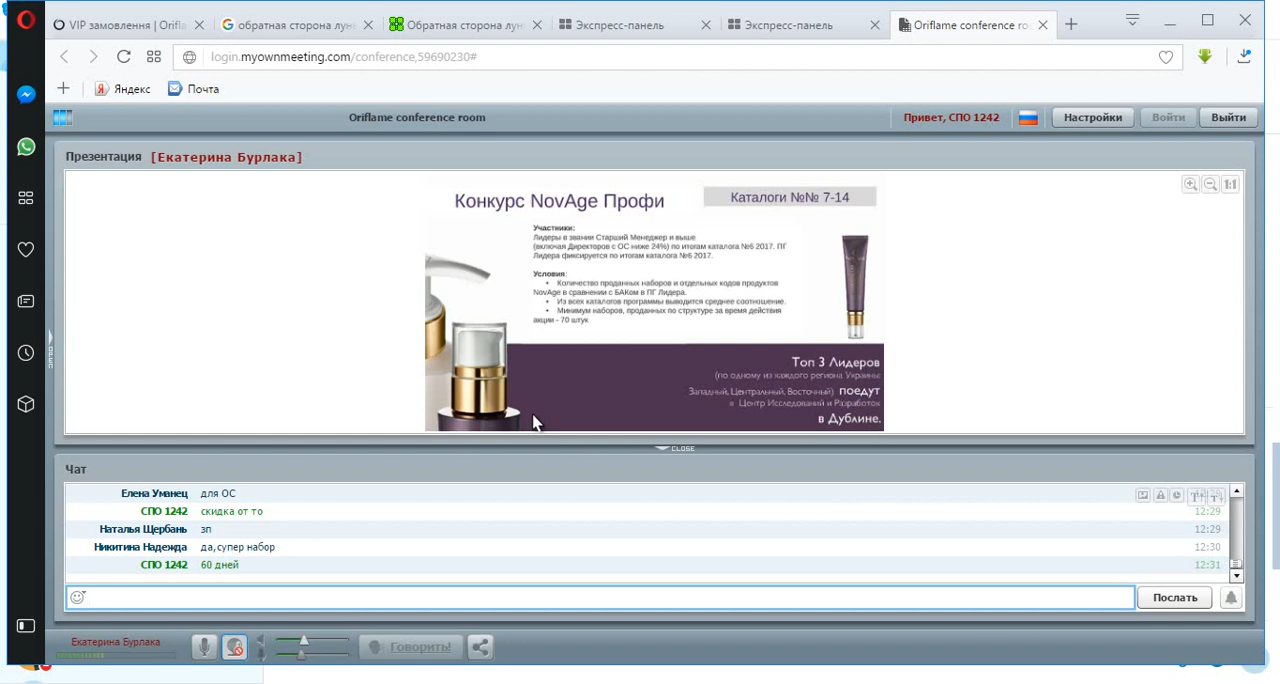 VIP замовлення | Orifl
обратная сторона лун
Обратная сторона лун
Экспресс-панель
Экспресс-панель
Oriflame conference ro
login.myownmeeting.com/conference,59690230#
Яндекс
Почта
Oriflame conference room
Привет, СПО 1242
Настройки
Войти
Выйти
Презентация [Екатерина Бурлака]
1:1
Конкурс NovAge Профи
Каталоги №№ 7-14
Участники:
Лидеры в звании Старший Менеджер и выше
(включая Директоров с ОС ниже 24%) по итогам каталога №6 2017. ПГ
Лидера фиксируется по итогам каталога №6 2017.
Условия:
• Количество проданных наборов и отдельных кодов продуктов
NovAge в сравнении с БАКом в ПГ Лидера.
• Из всех каталогов программы выводится среднее соотношение.
• Минимум наборов, проданных по структуре за время действия
акции - 70 штук
Топ 3 Лидеров
(по одному из каждого региона Украины
Западный, Центральный, Восточный) поедут
в Центр Исследований и Разработок
в Дублине.
OPEN
CLOSE
Чат
Елена Уманец для ОС
СПО 1242 скидка от то 12:29
Наталья Щербань зп 12:29
Никитина Надежда да,супер набор 12:30
СПО 1242 60 дней 12:31
Послать
Екатерина Бурлака
Говорить!